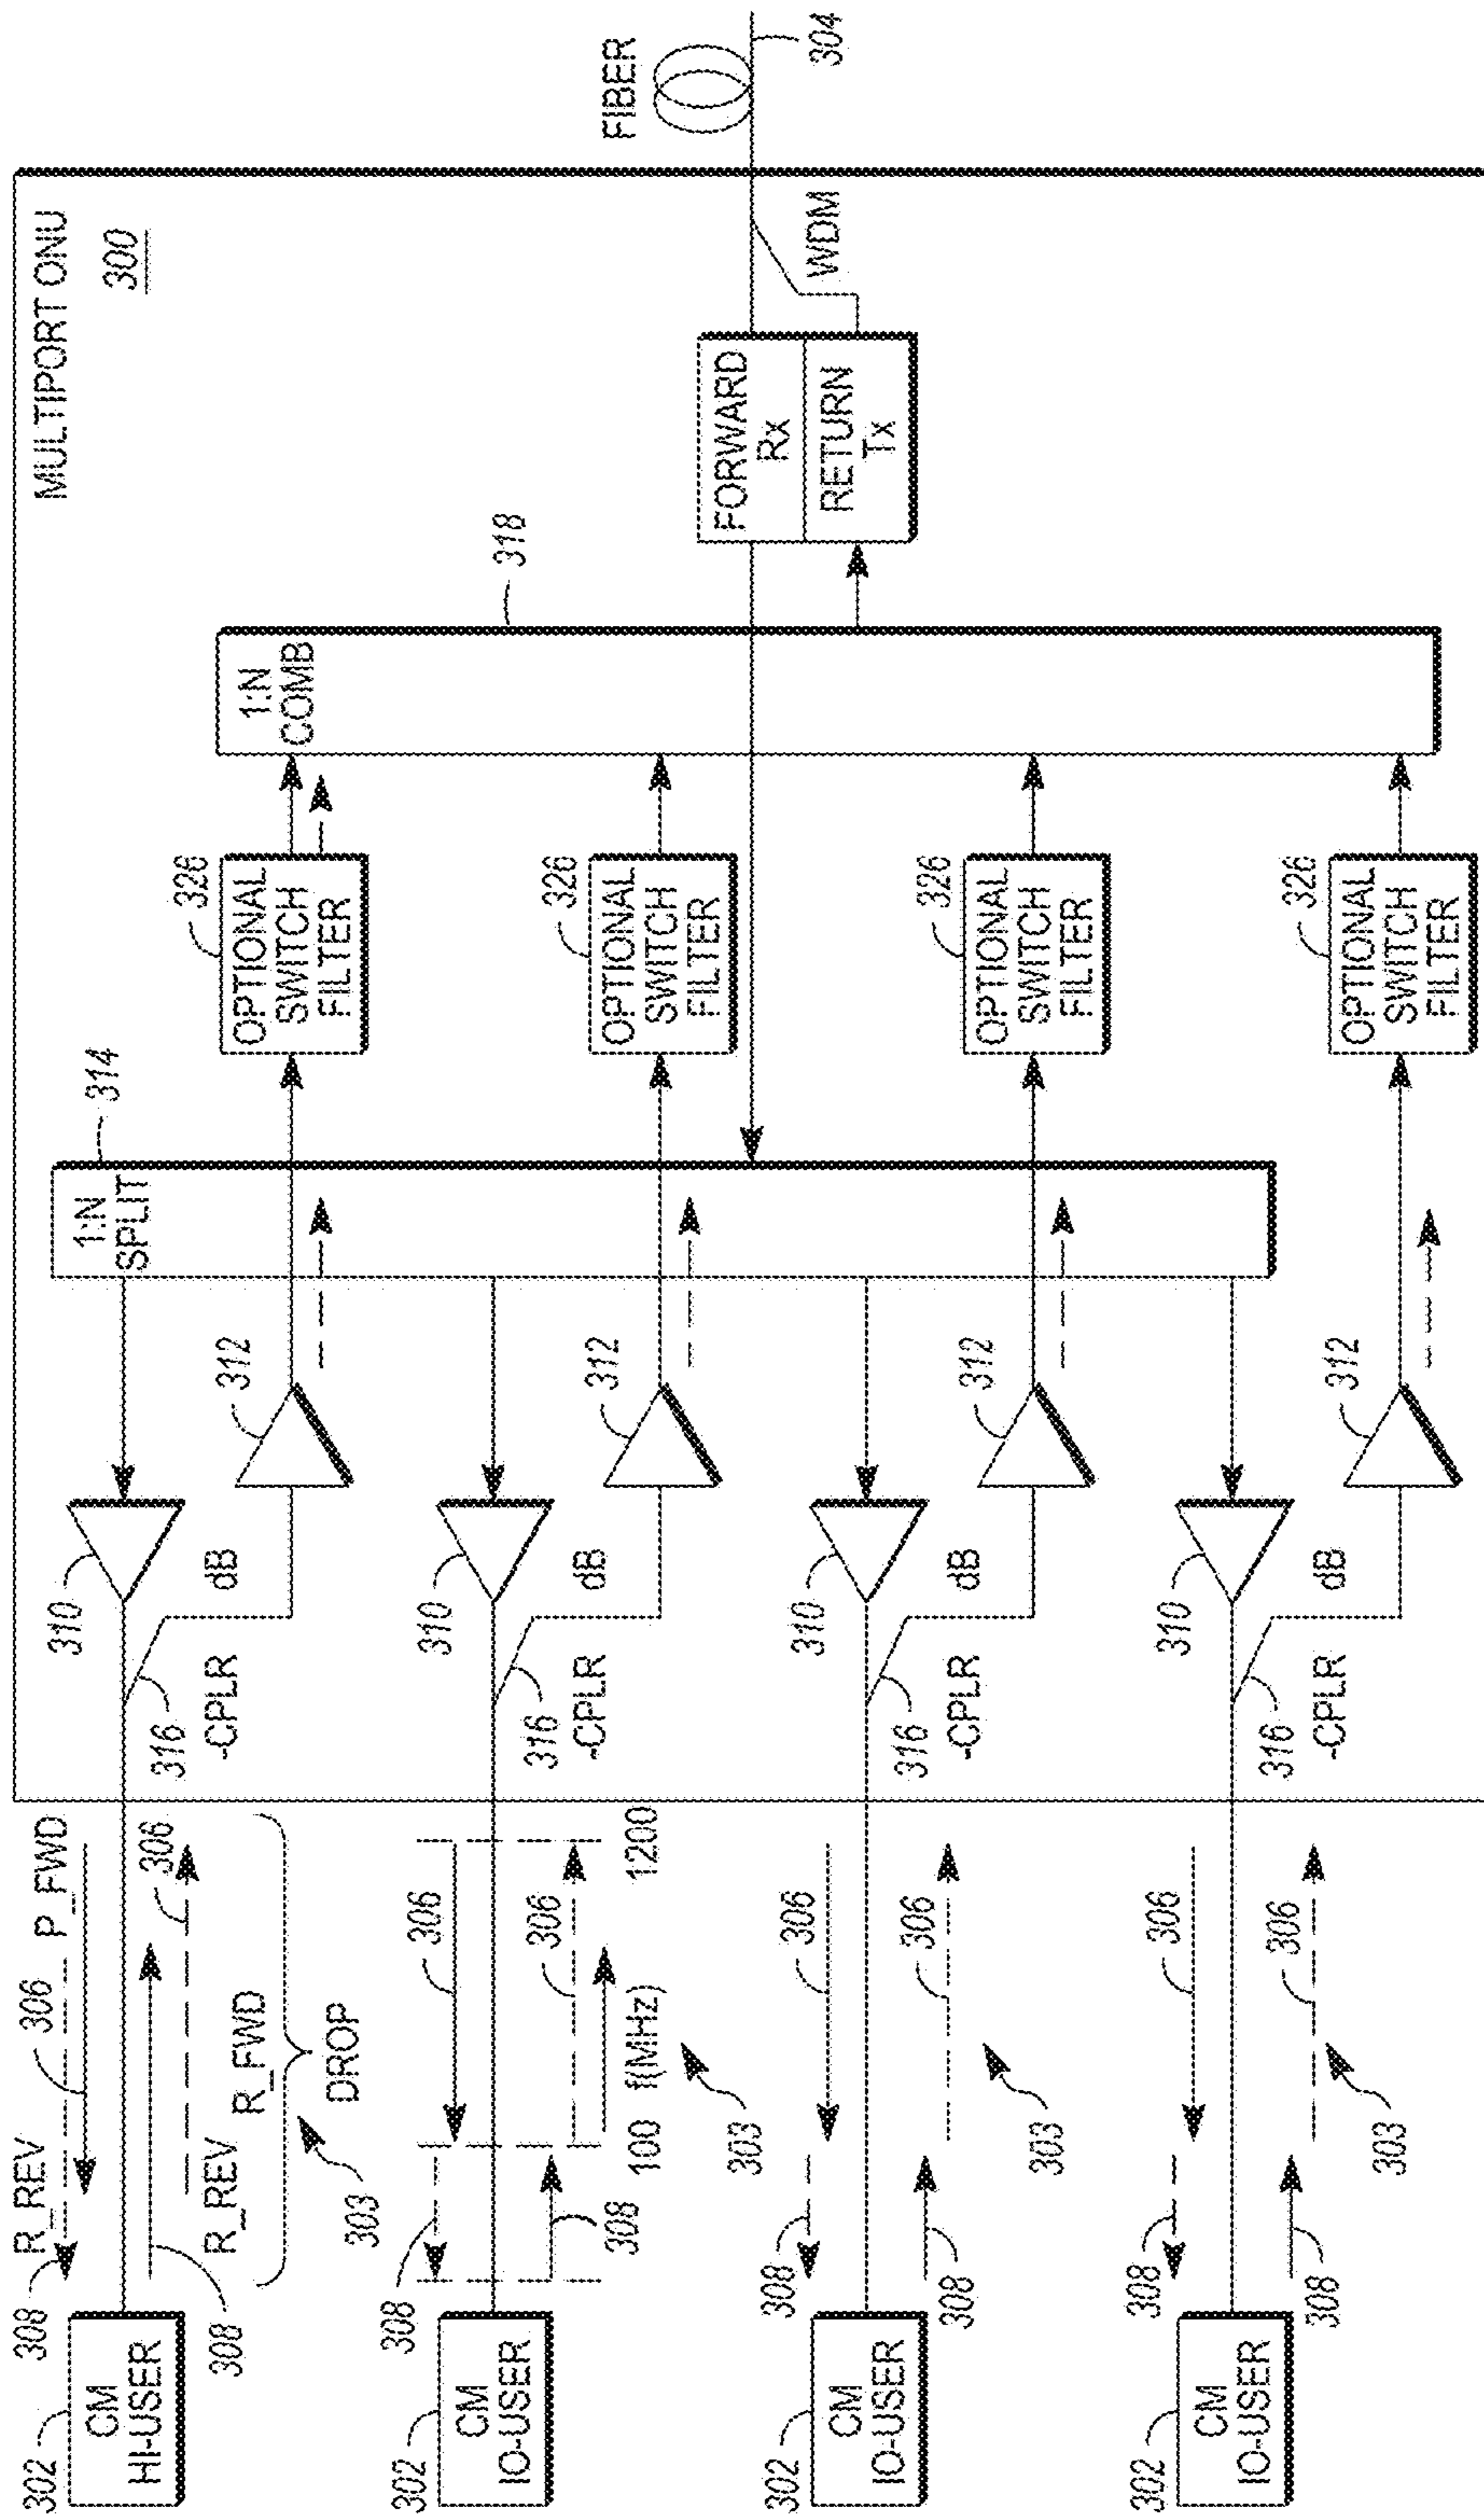 MULTIPORT ONU
300
FIBER
304
WDM
FORWARD
Rx
RETURN
Tx
318
1:N
COMB
326
OPTIONAL
SWITCH
FILTER
326
OPTIONAL
SWITCH
FILTER
326
OPTIONAL
SWITCH
FILTER
326
OPTIONAL
SWITCH
FILTER
314
1:N
SPLIT
310
312
-CPLR dB
316
310
312
-CPLR dB
316
310
312
-CPLR dB
316
310
312
-CPLR dB
316
308
R_REV
306
P_FWD
306
308
R_REV
R_FWD
DROP
303
302
CM
HI-USER
308
306
306
308
100 f(MHz) 1200
303
302
CM
IO-USER
308
306
306
308
303
302
CM
IO-USER
308
306
306
308
303
302
CM
IO-USER